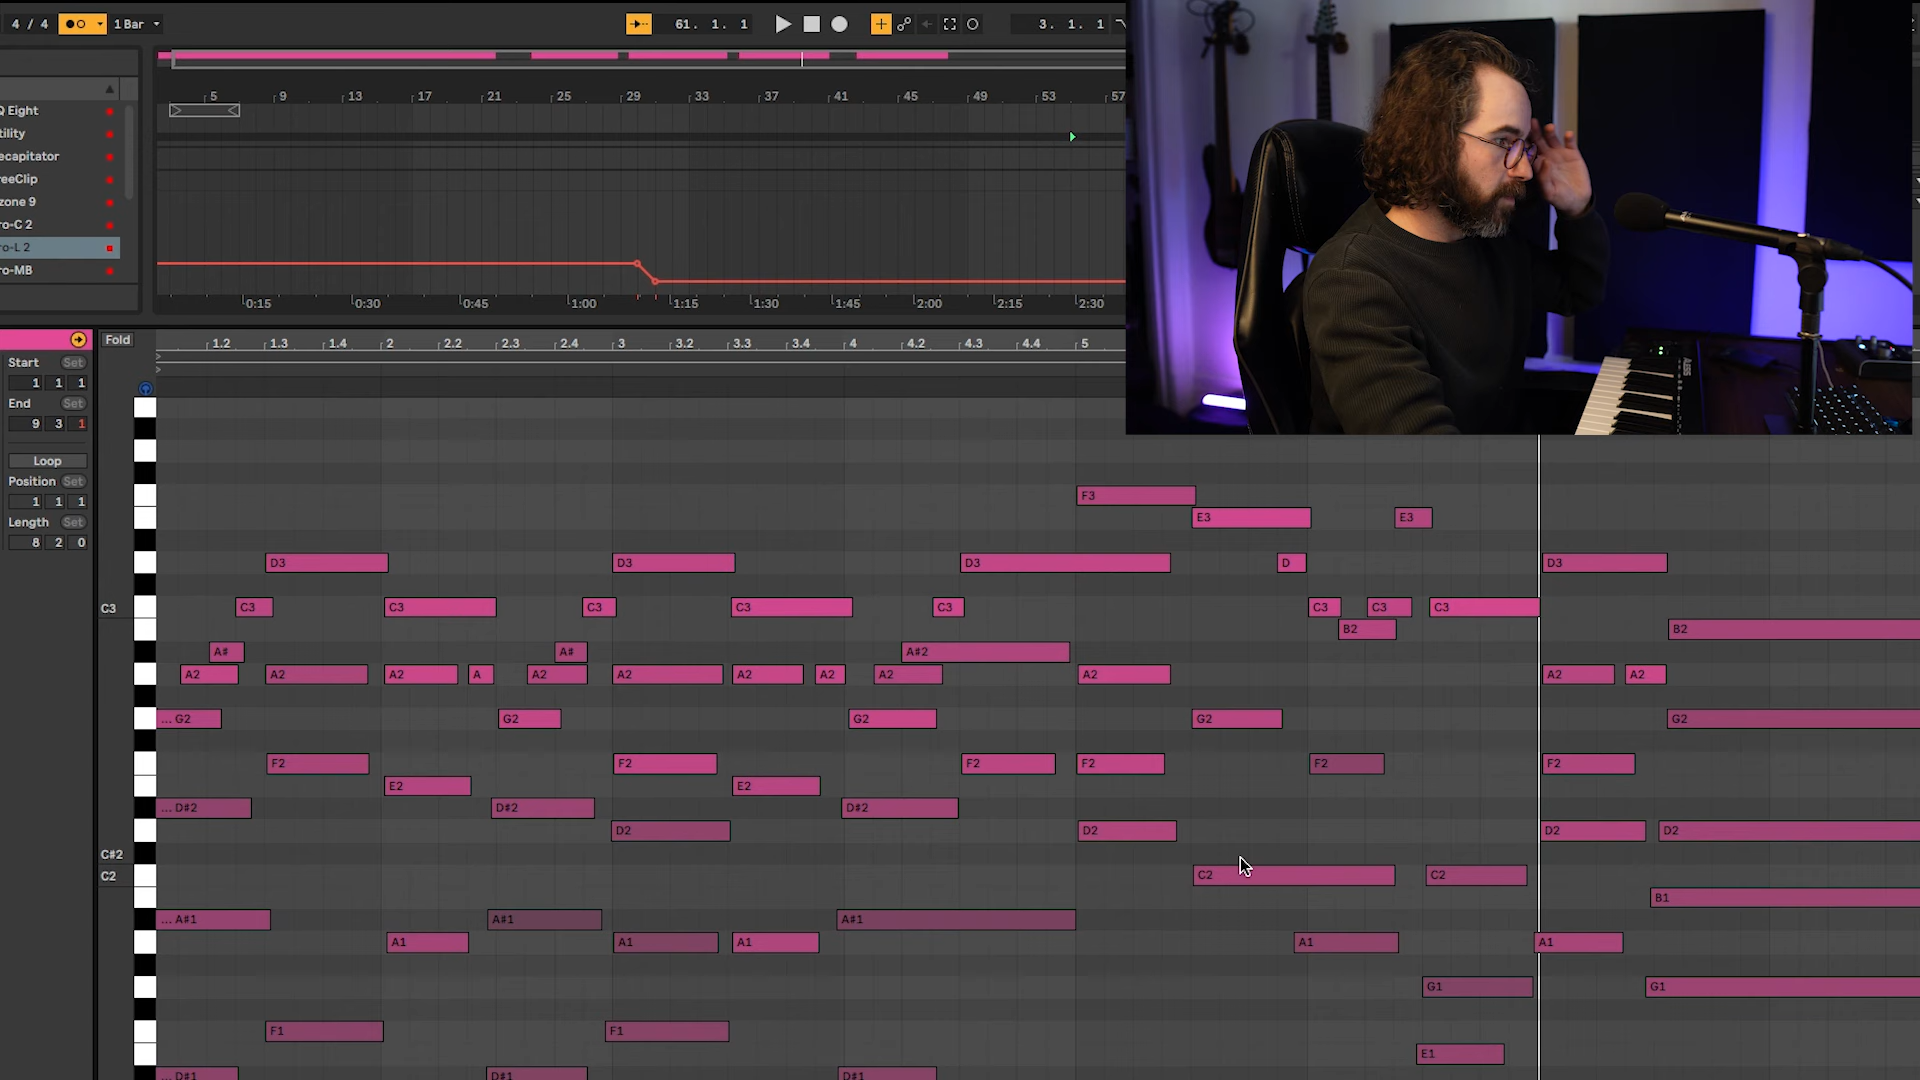 4 / 4 1 Bar 61. 1. 1 3. 1. 1
5 9 13 17 21 25 29 33 37 41 45 49 53 57
Q Eight
tility
ecapitator
reeClip
zone 9
ro-C 2
ro-L 2
ro-MB
0:15 0:30 0:45 1:00 1:15 1:30 1:45 2:00 2:15 2:30
Fold
1.2 1.3 1.4 2 2.2 2.3 2.4 3 3.2 3.3 3.4 4 4.2 4.3 4.4 5
Start Set
1 1 1
End Set
9 3 1
Loop
Position Set
1 1 1
Length Set
8 2 0
F3
E3 E3
D3 D3 D3 D D3
C3 C3 C3 C3 C3 C3 C3 C3 C3
B2 B2
A# A# A#2
A2 A2 A2 A A2 A2 A2 A2 A2 A2 A2 A2
... G2 G2 G2 G2 G2
F2 F2 F2 F2 F2 F2
E2 E2
... D#2 D#2 D#2
D2 D2 D2 D2
C#2
C2 C2 C2
B1
... A#1 A#1 A#1
A1 A1 A1 A1 A1
G1 G1
F1 F1
E1
... D#1 D#1 D#1